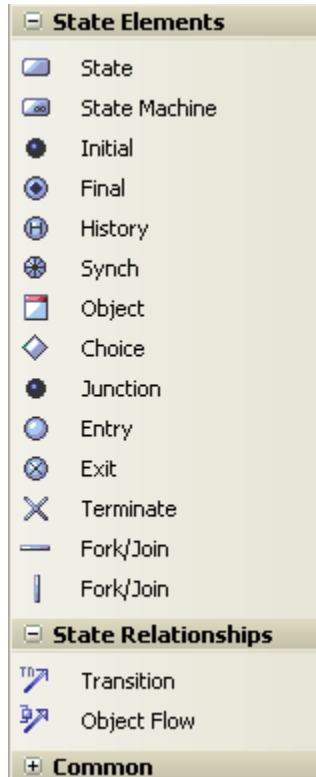 State Elements
State
State Machine
Initial
Final
History
Synch
Object
Choice
Junction
Entry
Exit
Terminate
Fork/Join
Fork/Join
State Relationships
Transition
Object Flow
Common